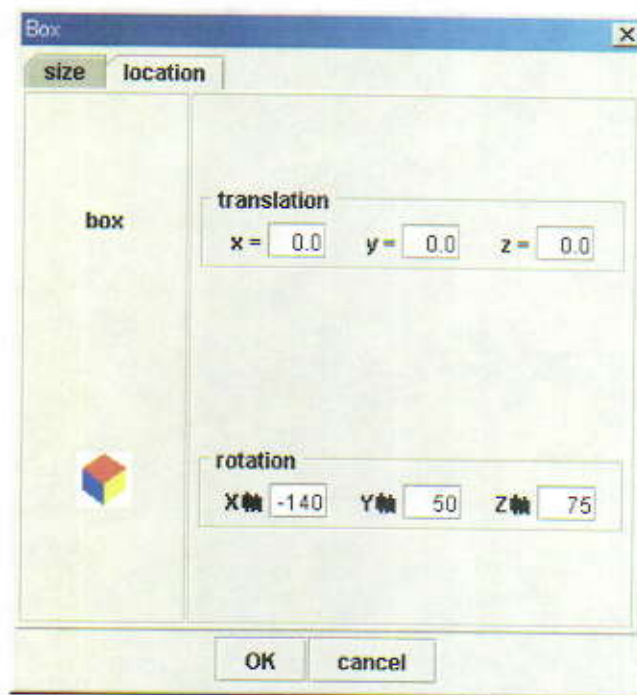 Box
size location
box
translation
x = 0.0 y = 0.0 z = 0.0
rotation
X軸 -140 Y軸 50 Z軸 75
OK cancel